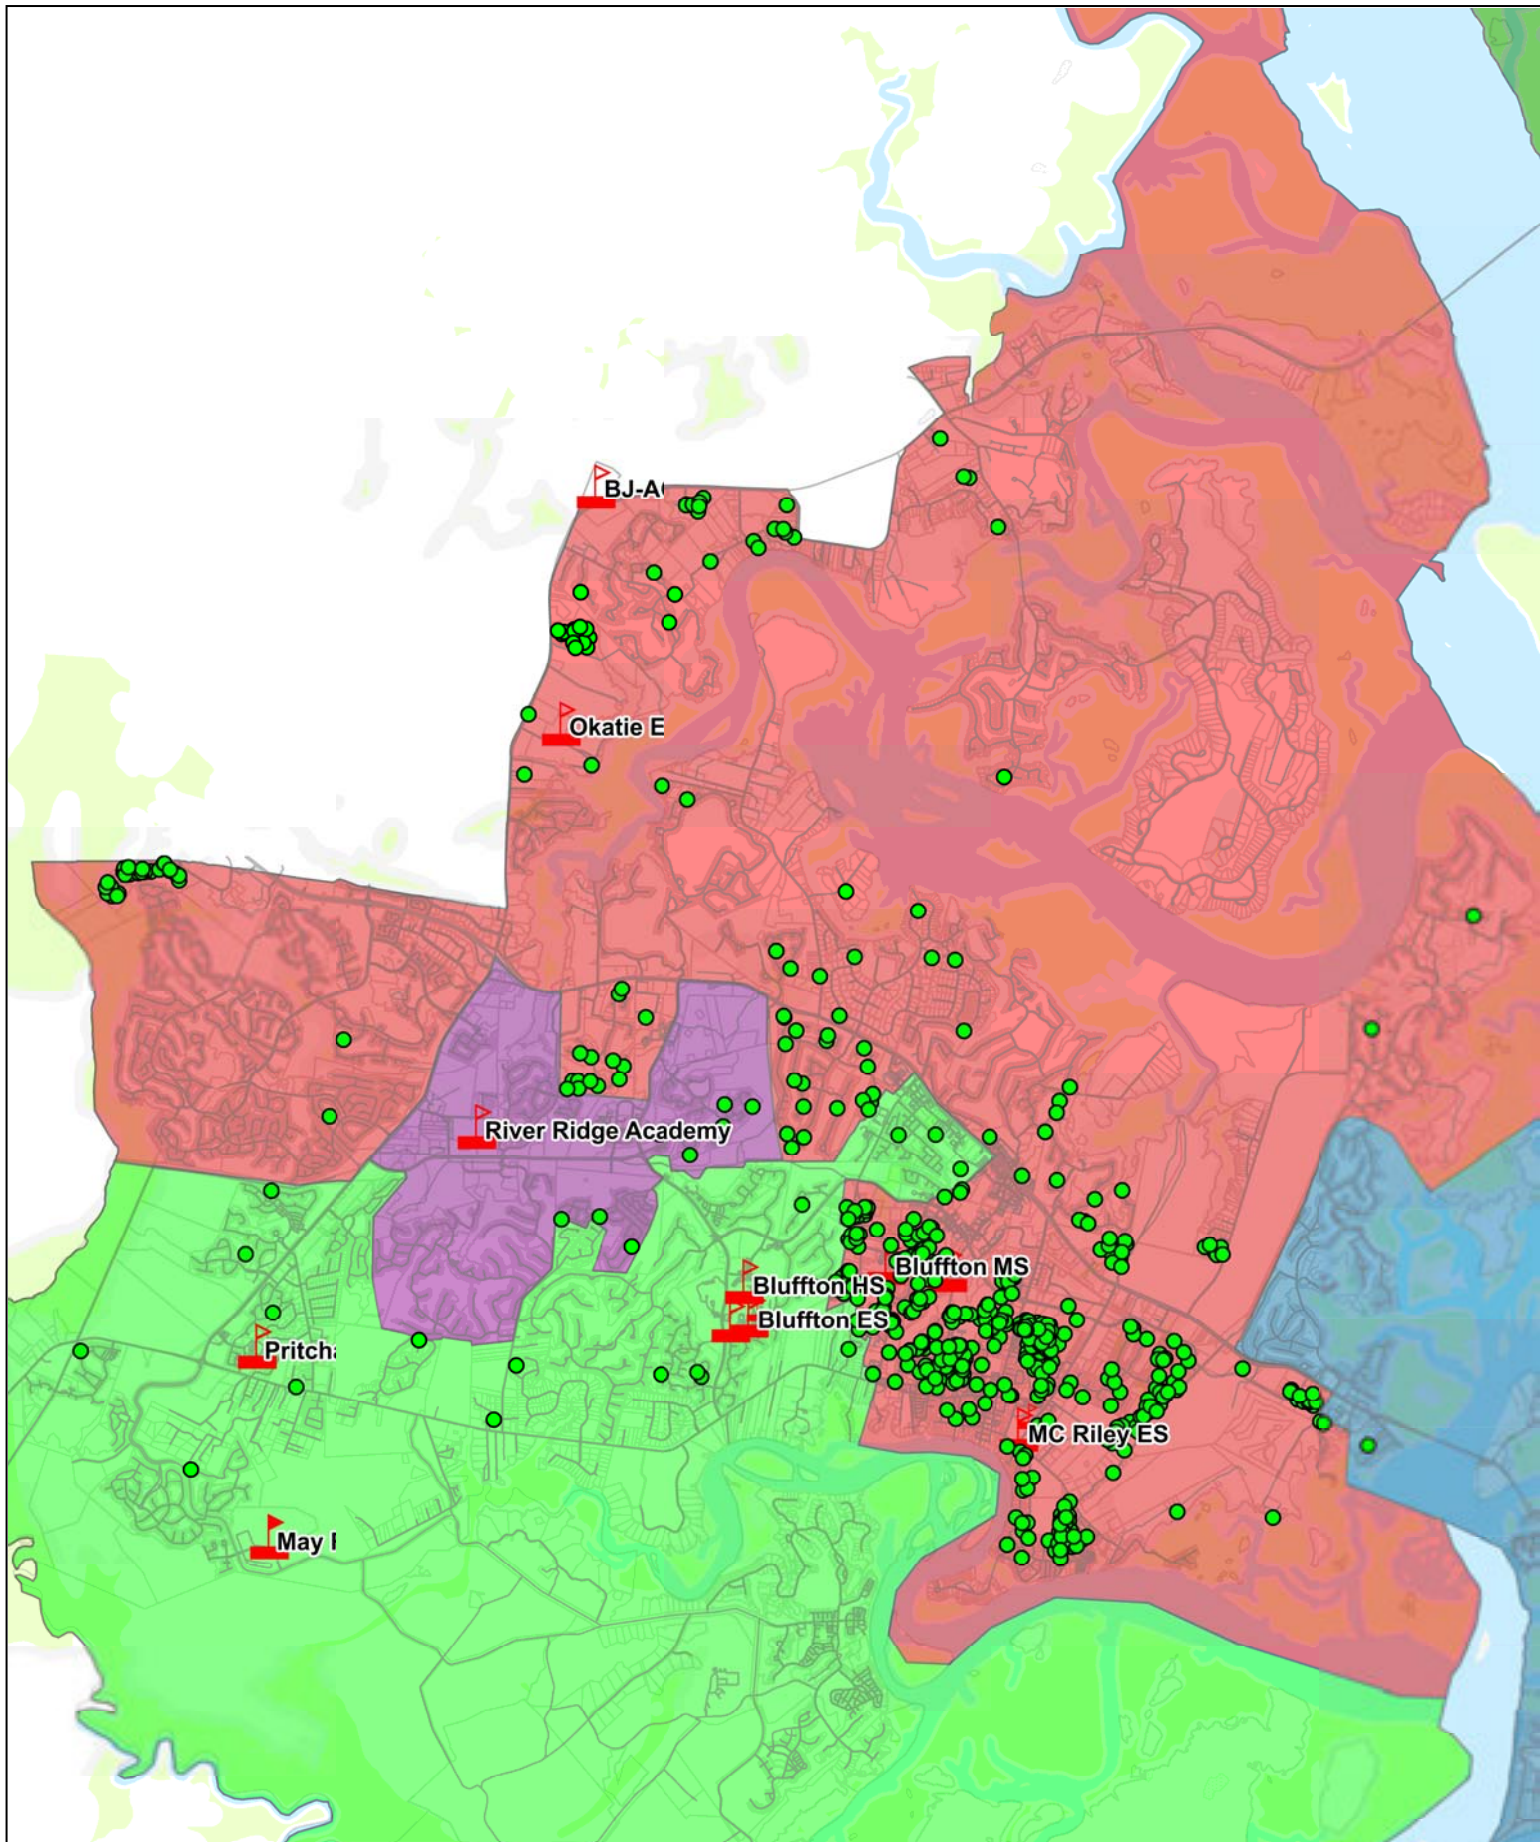 BJ-A
Okatie E
River Ridge Academy
Bluffton MS
Bluffton HS
Bluffton ES
Pritch
MC Riley ES
May